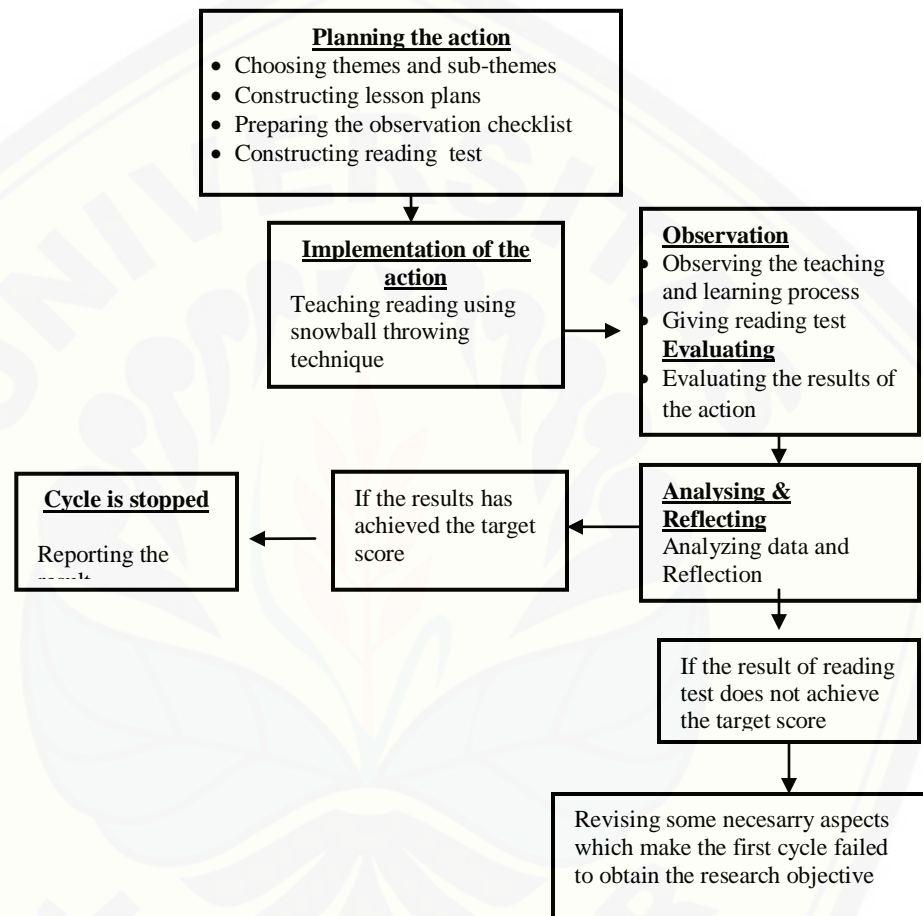 Planning the action
• Choosing themes and sub-themes
• Constructing lesson plans
• Preparing the observation checklist
• Constructing reading test
Implementation of the
action
Teaching reading using
snowball throwing
technique
Observation
• Observing the teaching
and learning process
• Giving reading test
Evaluating
• Evaluating the results of
the action
Analysing &
Reflecting
Analyzing data and
Reflection
If the results has
achieved the target
score
Cycle is stopped
Reporting the
If the result of reading
test does not achieve
the target score
Revising some necesarry aspects
which make the first cycle failed
to obtain the research objective